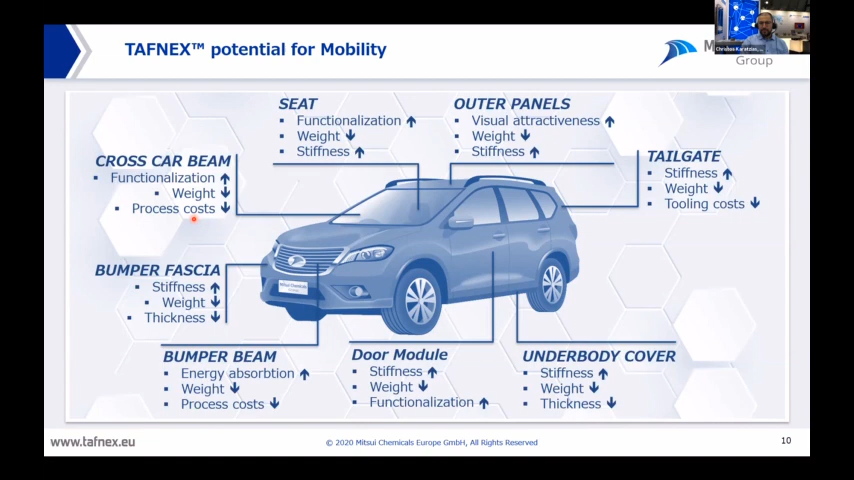 TAFNEX™ potential for Mobility
M
Group
SEAT
▪ Functionalization ↑
▪ Weight ↓
▪ Stiffness ↑
OUTER PANELS
▪ Visual attractiveness ↑
▪ Weight ↓
▪ Stiffness ↑
CROSS CAR BEAM
▪ Functionalization ↑
▪ Weight ↓
▪ Process costs ↓
TAILGATE
▪ Stiffness ↑
▪ Weight ↓
▪ Tooling costs ↓
BUMPER FASCIA
▪ Stiffness ↑
▪ Weight ↓
▪ Thickness ↓
Mitsui Chemicals
BUMPER BEAM
▪ Energy absorbtion ↑
▪ Weight ↓
▪ Process costs ↓
Door Module
▪ Stiffness ↑
▪ Weight ↓
▪ Functionalization ↑
UNDERBODY COVER
▪ Stiffness ↑
▪ Weight ↓
▪ Thickness ↓
www.tafnex.eu
© 2020 Mitsui Chemicals Europe GmbH, All Rights Reserved
10